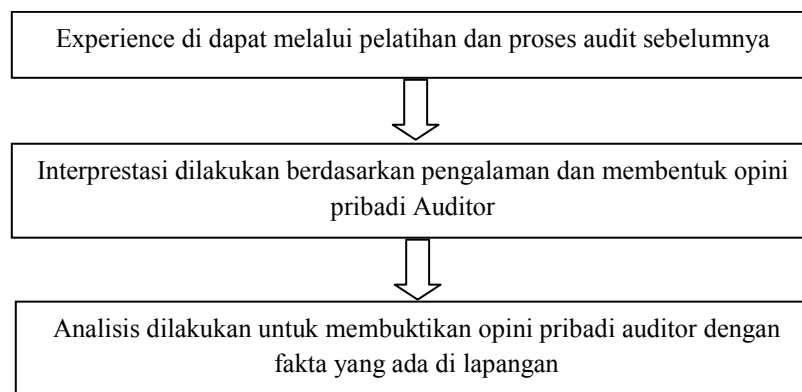 Experience di dapat melalui pelatihan dan proses audit sebelumnya
Interprestasi dilakukan berdasarkan pengalaman dan membentuk opini
pribadi Auditor
Analisis dilakukan untuk membuktikan opini pribadi auditor dengan
fakta yang ada di lapangan